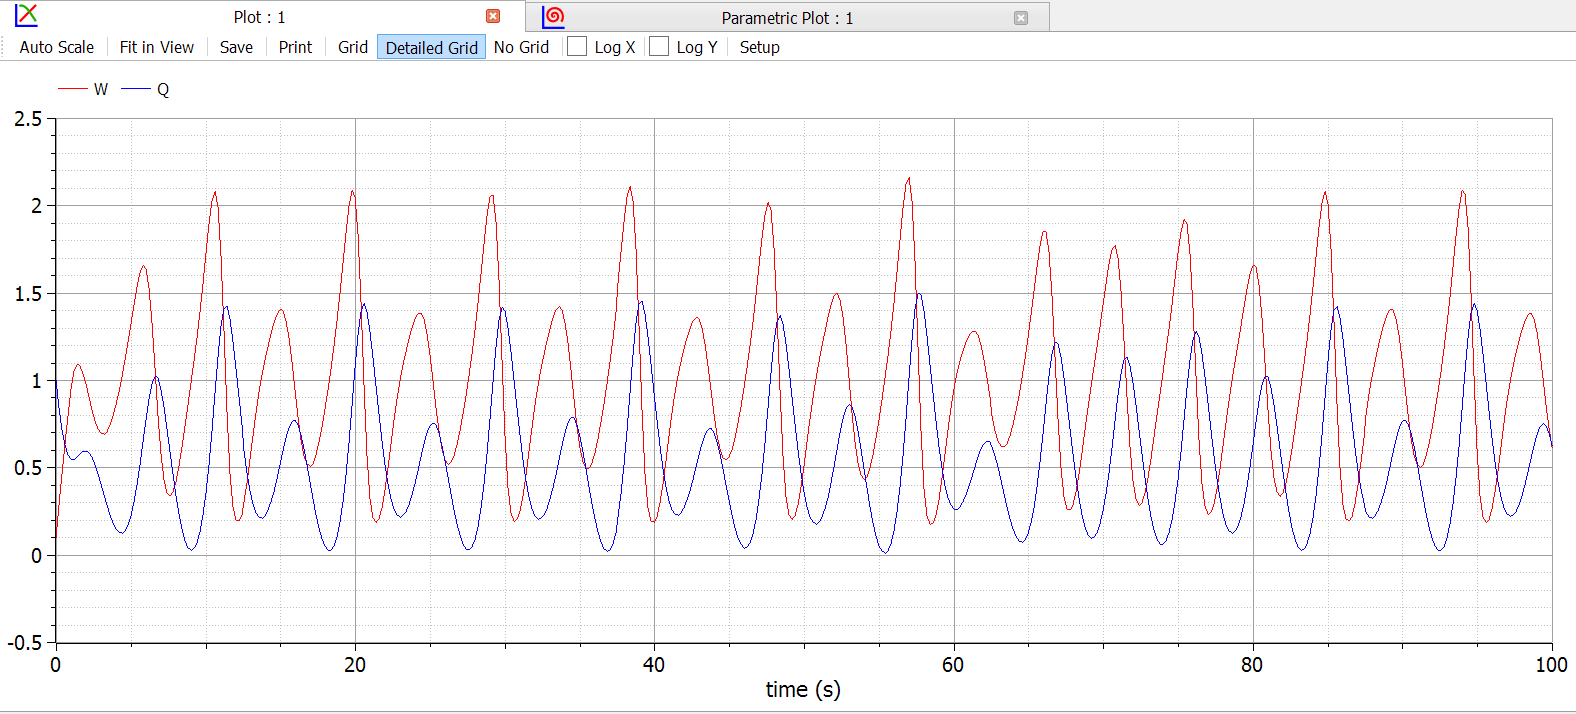 Plot : 1
Parametric Plot : 1
Auto Scale Fit in View Save Print Grid Detailed Grid No Grid Log X Log Y Setup
W Q
2.5
2
1.5
1
0.5
0
-0.5
0 20 40 60 80 100
time (s)